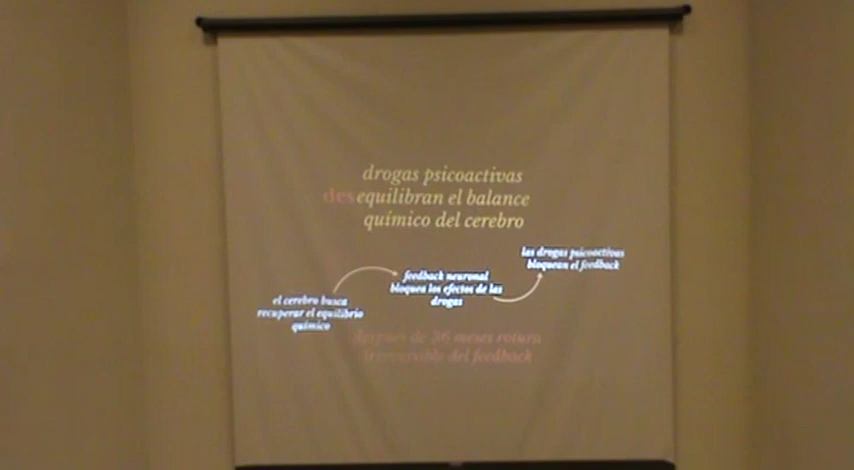 drogas psicoactivas
desequilibran el balance
químico del cerebro
las drogas psicoactivas
bloquean el feedback
feedback neuronal
bloquea los efectos de las
drogas
el cerebro busca
recuperar el equilibrio
químico
después de 36 meses rotura
irreversible del feedback